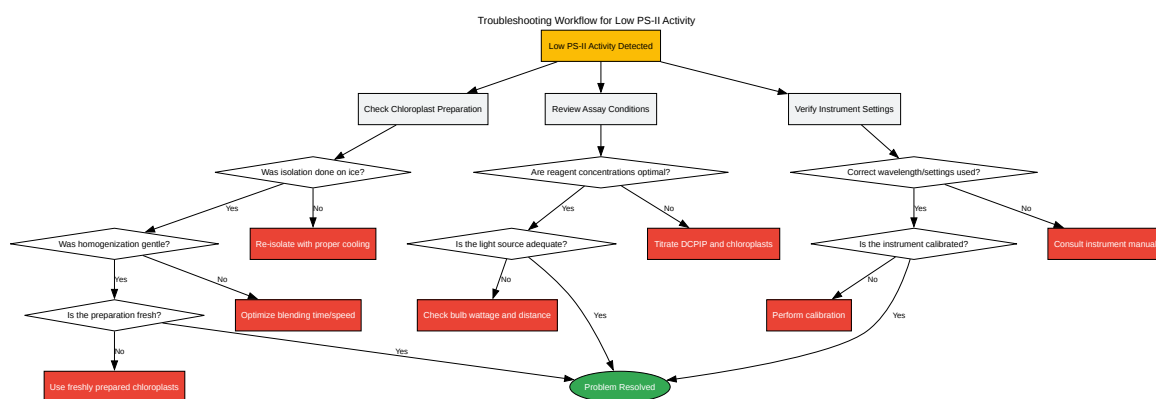 Troubleshooting Workflow for Low PS-II Activity
Low PS-II Activity Detected
Check Chloroplast Preparation
Review Assay Conditions
Verify Instrument Settings
Was isolation done on ice?
Are reagent concentrations optimal?
Correct wavelength/settings used?
Yes
No
Yes
No
Yes
No
Was homogenization gentle?
Re-isolate with proper cooling
Is the light source adequate?
Titrate DCPIP and chloroplasts
Is the instrument calibrated?
Consult instrument manual
Yes
No
No
No
Is the preparation fresh?
Optimize blending time/speed
Check bulb wattage and distance
Yes
Perform calibration
Yes
No
Yes
Use freshly prepared chloroplasts
Problem Resolved